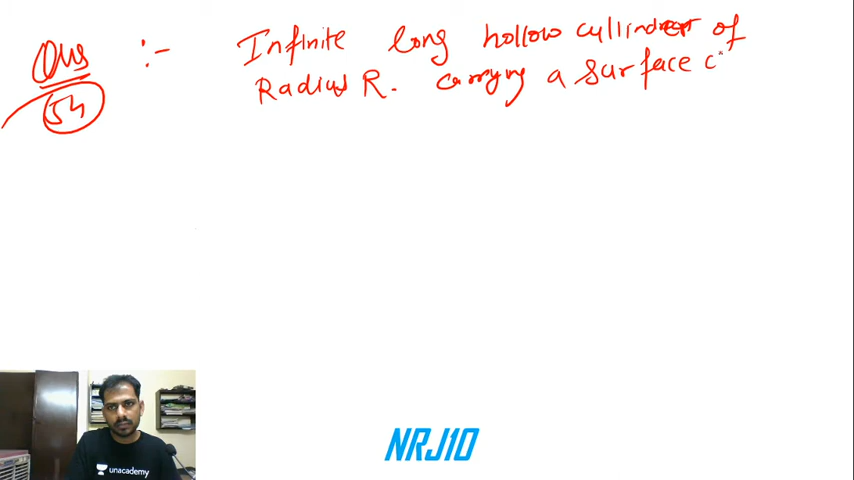 Ques :- Infinite long hollow cyllinder of
54 Radius R. carrying a surface c
unacademy
NRJ10